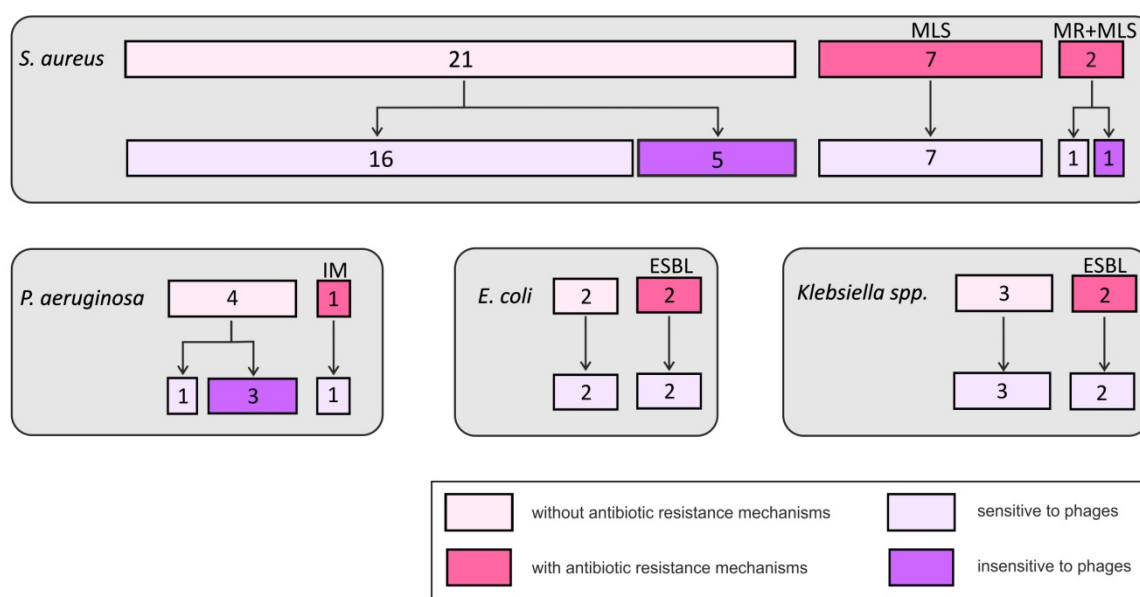 MLS MR+MLS
S. aureus 21 7 2
16 5 7 1 1
IM
P. aeruginosa 4 1
1 3 1
ESBL
E. coli 2 2
2 2
ESBL
Klebsiella spp. 3 2
3 2
without antibiotic resistance mechanisms
sensitive to phages
with antibiotic resistance mechanisms
insensitive to phages